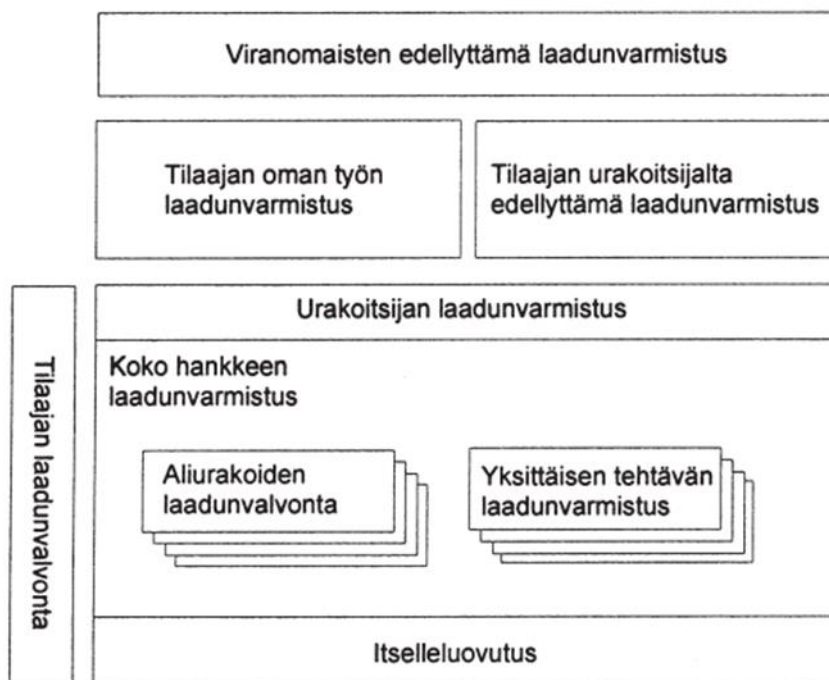 Viranomaisten edellyttämä laadunvarmistus
Tilaajan oman työn
laadunvarmistus
Tilaajan urakoitsijalta
edellyttämä laadunvarmistus
Tilaajan laadunvalvonta
Urakoitsijan laadunvarmistus
Koko hankkeen
laadunvarmistus
Aliurakoiden
laadunvalvonta
Yksittäisen tehtävän
laadunvarmistus
Itselleluovutus